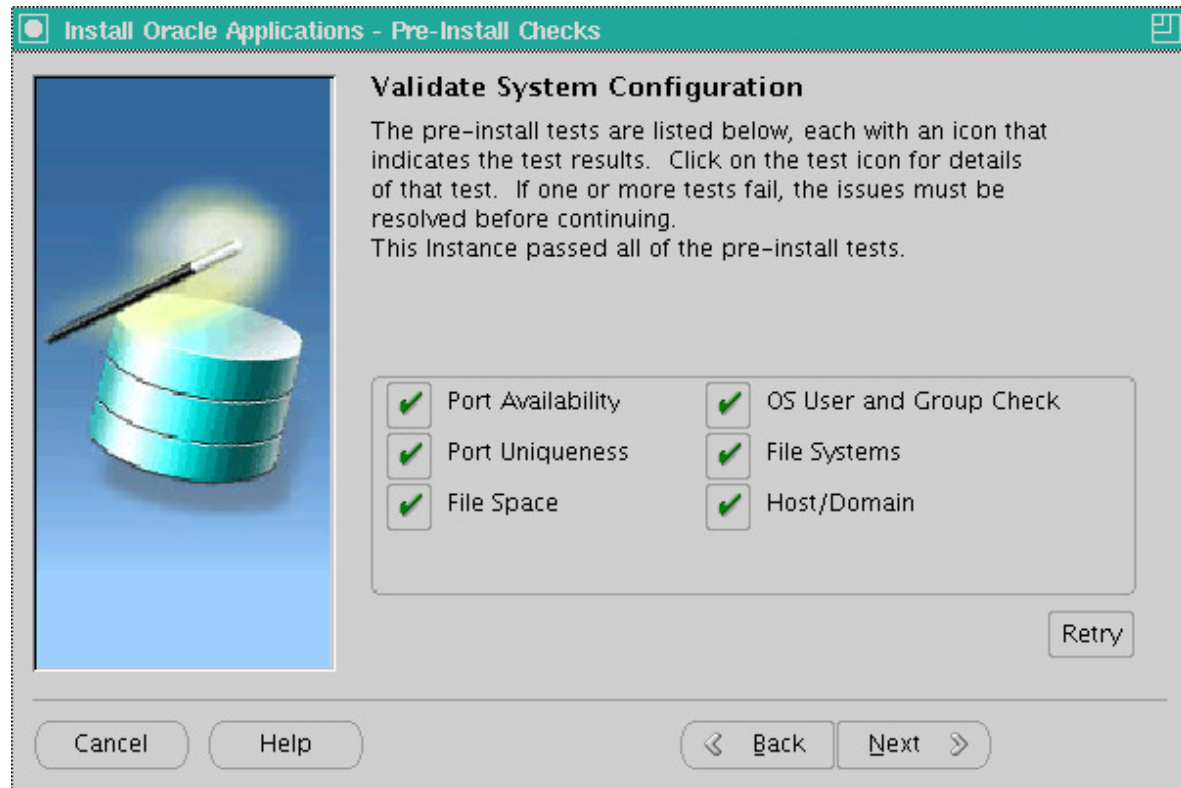 Install Oracle Applications - Pre-Install Checks
Validate System Configuration
The pre-install tests are listed below, each with an icon that
indicates the test results.  Click on the test icon for details
of that test.  If one or more tests fail, the issues must be
resolved before continuing.
This Instance passed all of the pre-install tests.
Port Availability
OS User and Group Check
Port Uniqueness
File Systems
File Space
Host/Domain
Retry
Cancel
Help
Back
Next